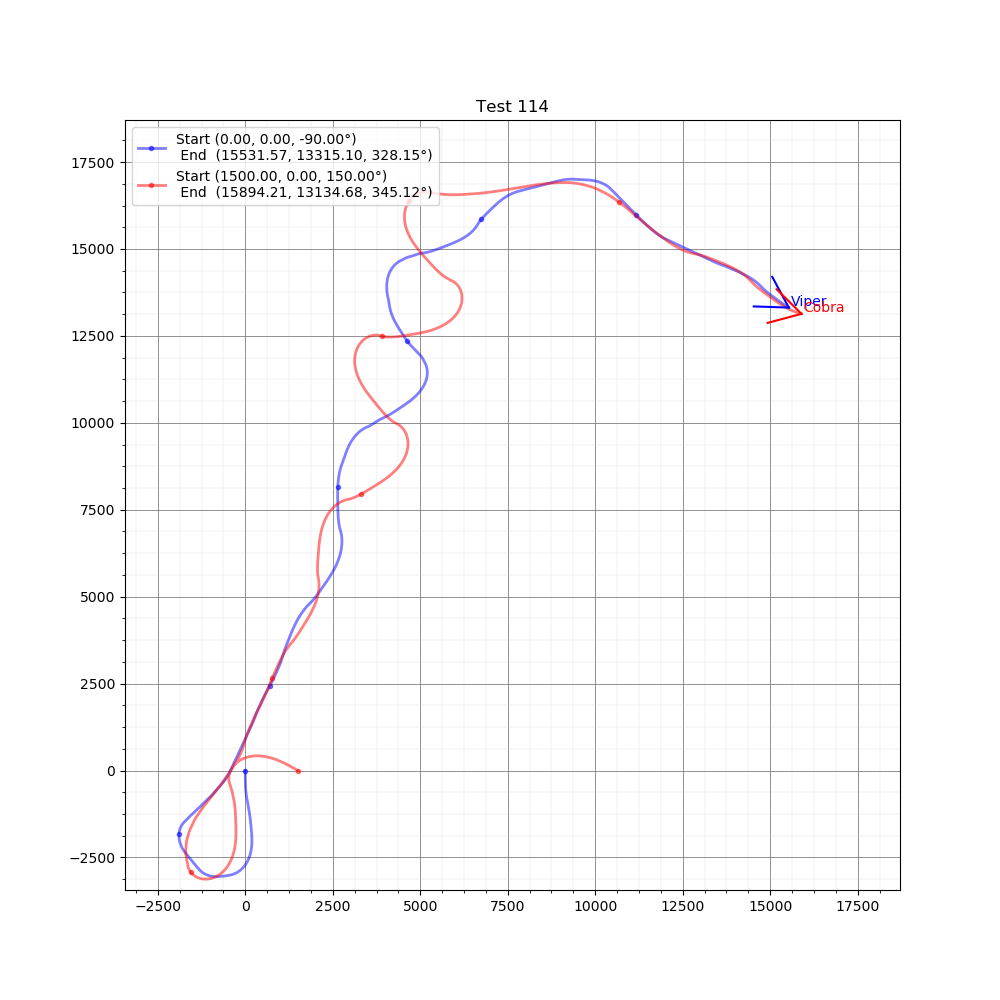 Test 114
Start (0.00, 0.00, -90.00°)
End  (15531.57, 13315.10, 328.15°)
Start (1500.00, 0.00, 150.00°)
End  (15894.21, 13134.68, 345.12°)
17500
15000
12500
10000
7500
5000
2500
0
−2500
Viper
Cobra
−2500 0 2500 5000 7500 10000 12500 15000 17500